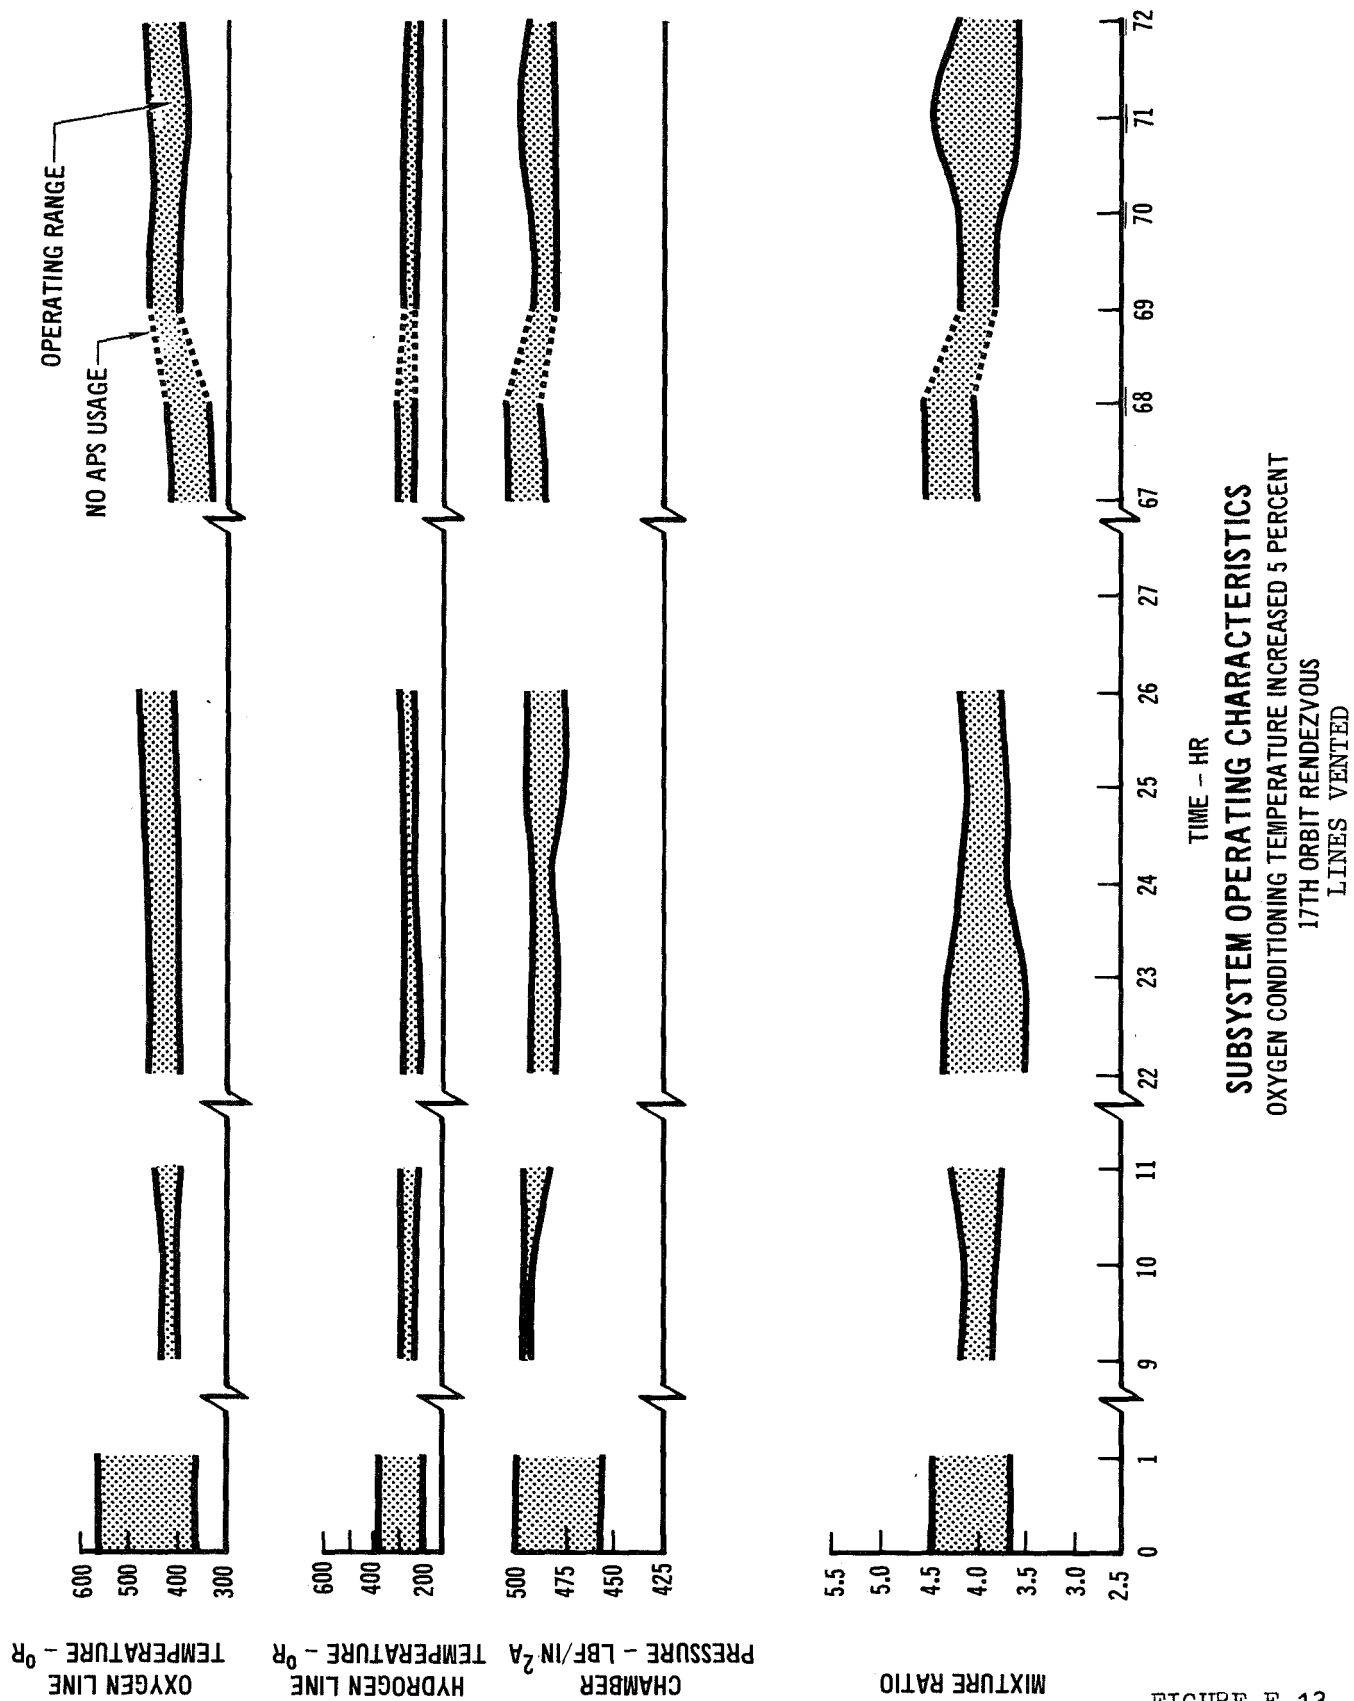 OPERATING RANGE
NO APS USAGE
OXYGEN LINE
TEMPERATURE - °R
600
500
400
300
HYDROGEN LINE
TEMPERATURE - °R
600
400
200
CHAMBER
PRESSURE - LBF/IN²A
500
475
450
425
MIXTURE RATIO
5.5
5.0
4.5
4.0
3.5
3.0
2.5
0 1 9 10 11 22 23 24 25 26 27 67 68 69 70 71 72
TIME - HR
SUBSYSTEM OPERATING CHARACTERISTICS
OXYGEN CONDITIONING TEMPERATURE INCREASED 5 PERCENT
17TH ORBIT RENDEZVOUS
LINES VENTED